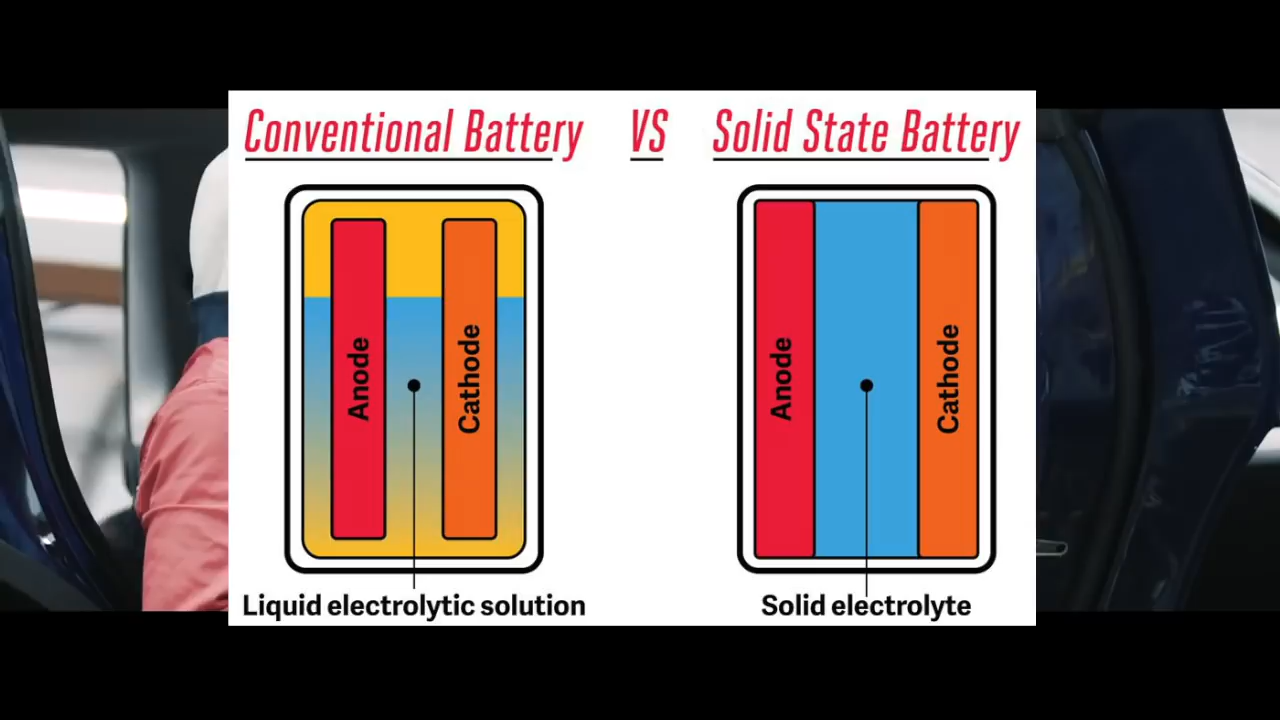 Conventional Battery VS Solid State Battery
Anode
Cathode
Anode
Cathode
Liquid electrolytic solution
Solid electrolyte